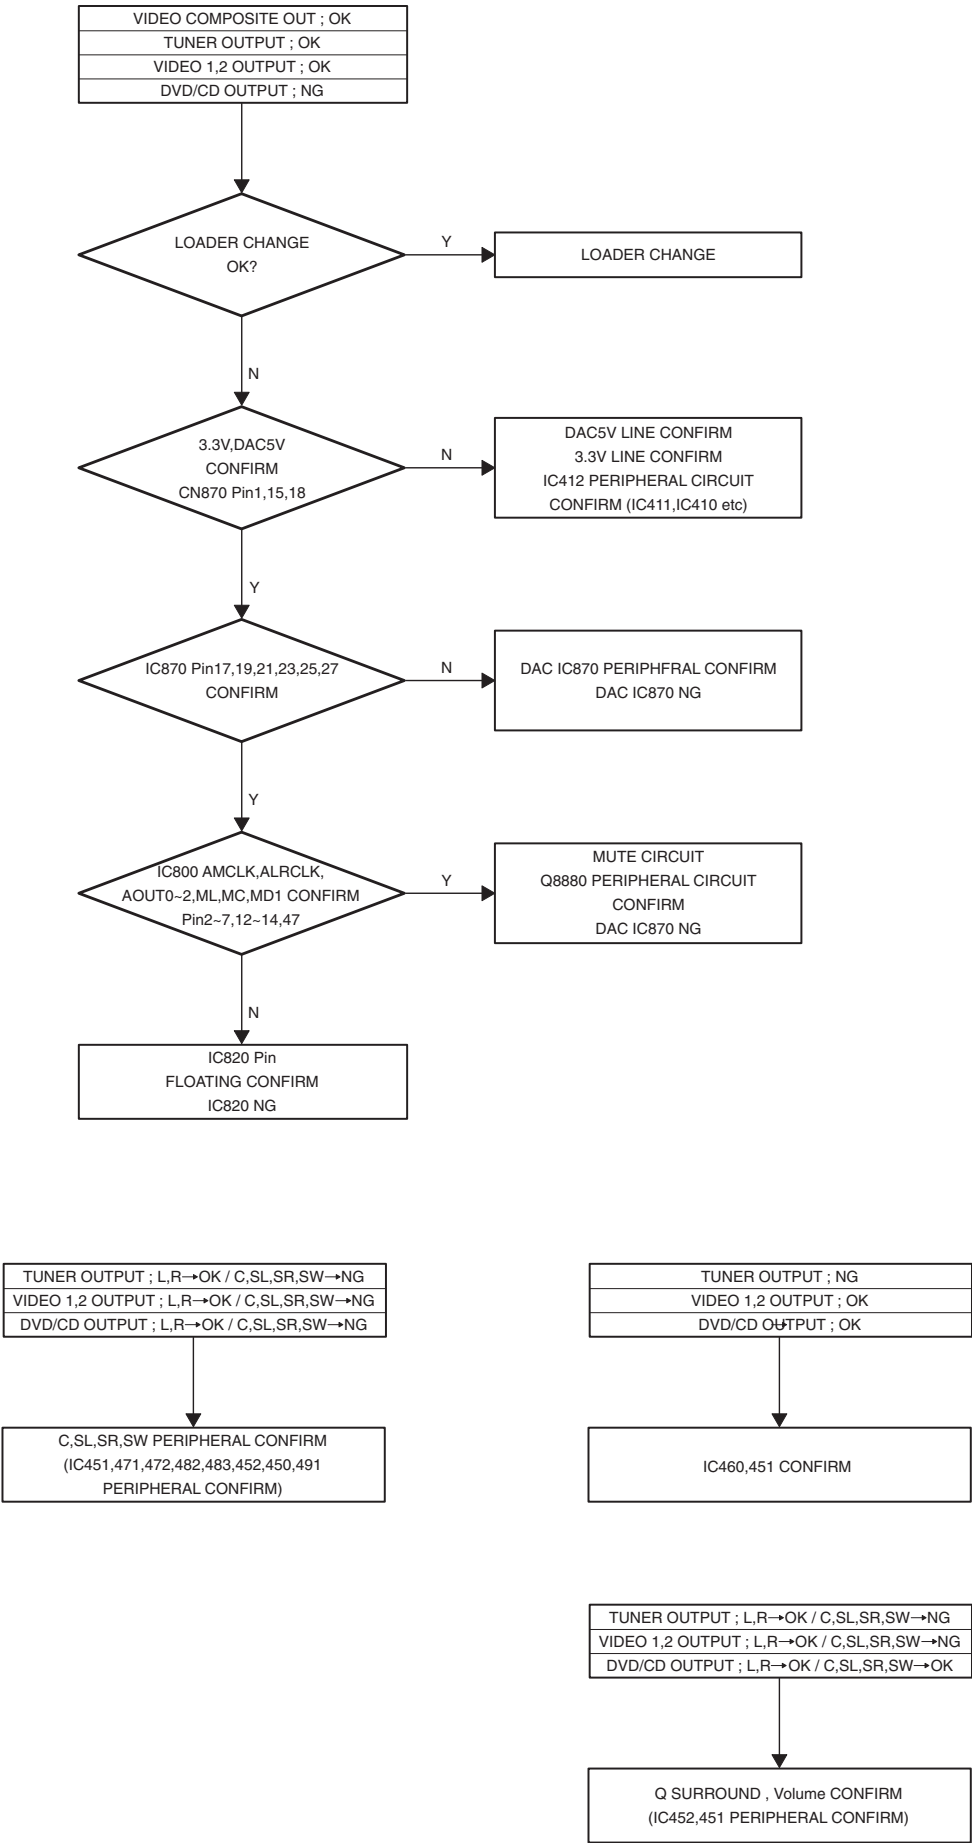 VIDEO COMPOSITE OUT ; OK
TUNER OUTPUT ; OK
VIDEO 1,2 OUTPUT ; OK
DVD/CD OUTPUT ; NG
LOADER CHANGE
OK?
Y
LOADER CHANGE
N
3.3V,DAC5V
CONFIRM
CN870 Pin1,15,18
N
DAC5V LINE CONFIRM
3.3V LINE CONFIRM
IC412 PERIPHERAL CIRCUIT
CONFIRM (IC411,IC410 etc)
Y
IC870 Pin17,19,21,23,25,27
CONFIRM
N
DAC IC870 PERIPHFRAL CONFIRM
DAC IC870 NG
Y
IC800 AMCLK,ALRCLK,
AOUT0~2,ML,MC,MD1 CONFIRM
Pin2~7,12~14,47
Y
MUTE CIRCUIT
Q8880 PERIPHERAL CIRCUIT
CONFIRM
DAC IC870 NG
N
IC820 Pin
FLOATING CONFIRM
IC820 NG
TUNER OUTPUT ; L,R→OK / C,SL,SR,SW→NG
VIDEO 1,2 OUTPUT ; L,R→OK / C,SL,SR,SW→NG
DVD/CD OUTPUT ; L,R→OK / C,SL,SR,SW→NG
C,SL,SR,SW PERIPHERAL CONFIRM
(IC451,471,472,482,483,452,450,491
PERIPHERAL CONFIRM)
TUNER OUTPUT ; NG
VIDEO 1,2 OUTPUT ; OK
DVD/CD OUTPUT ; OK
IC460,451 CONFIRM
TUNER OUTPUT ; L,R→OK / C,SL,SR,SW→NG
VIDEO 1,2 OUTPUT ; L,R→OK / C,SL,SR,SW→NG
DVD/CD OUTPUT ; L,R→OK / C,SL,SR,SW→OK
Q SURROUND , Volume CONFIRM
(IC452,451 PERIPHERAL CONFIRM)